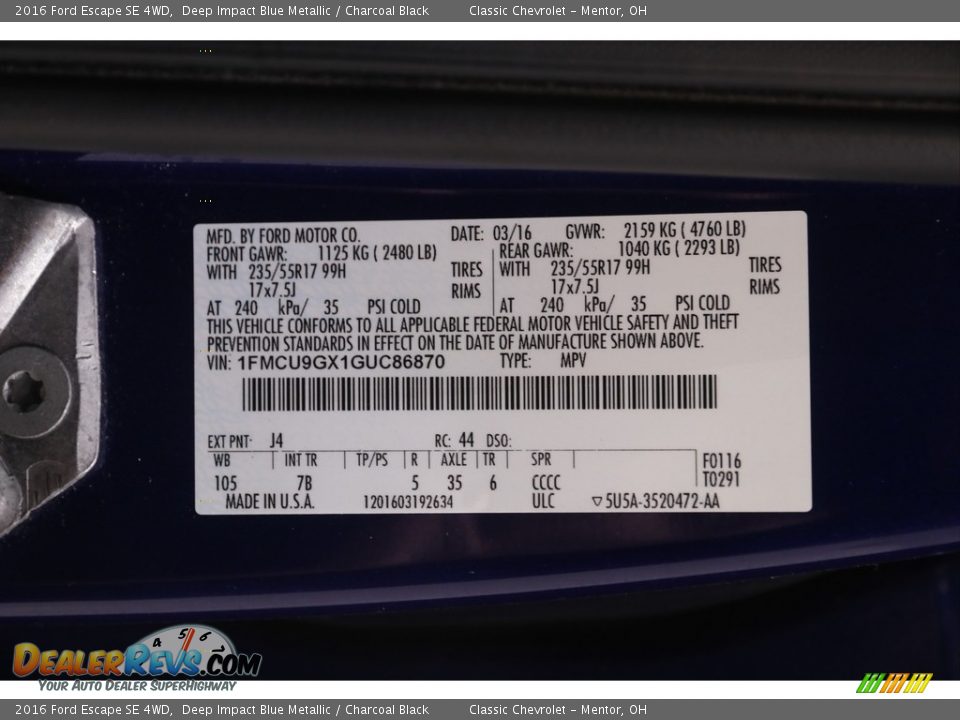 2016 Ford Escape SE 4WD, Deep Impact Blue Metallic / Charcoal Black Classic Chevrolet – Mentor, OH
MFD. BY FORD MOTOR CO. DATE: 03/16 GVWR: 2159 KG ( 4760 LB)
FRONT GAWR: 1125 KG ( 2480 LB) REAR GAWR: 1040 KG ( 2293 LB)
WITH 235/55R17 99H TIRES WITH 235/55R17 99H TIRES
17x7.5J RIMS 17x7.5J RIMS
AT 240 kPa/ 35 PSI COLD AT 240 kPa/ 35 PSI COLD
THIS VEHICLE CONFORMS TO ALL APPLICABLE FEDERAL MOTOR VEHICLE SAFETY AND THEFT
PREVENTION STANDARDS IN EFFECT ON THE DATE OF MANUFACTURE SHOWN ABOVE.
VIN: 1FMCU9GX1GUC86870 TYPE: MPV
EXT PNT: J4 RC: 44 DSO:
WB INT TR TP/PS R AXLE TR SPR F0116
105 7B 5 35 6 CCCC T0291
MADE IN U.S.A. 1201603192634 ULC ▽5U5A-3520472-AA
4 5 6
DEALERREVS.COM
YOUR AUTO DEALER SUPERHIGHWAY
2016 Ford Escape SE 4WD, Deep Impact Blue Metallic / Charcoal Black Classic Chevrolet – Mentor, OH